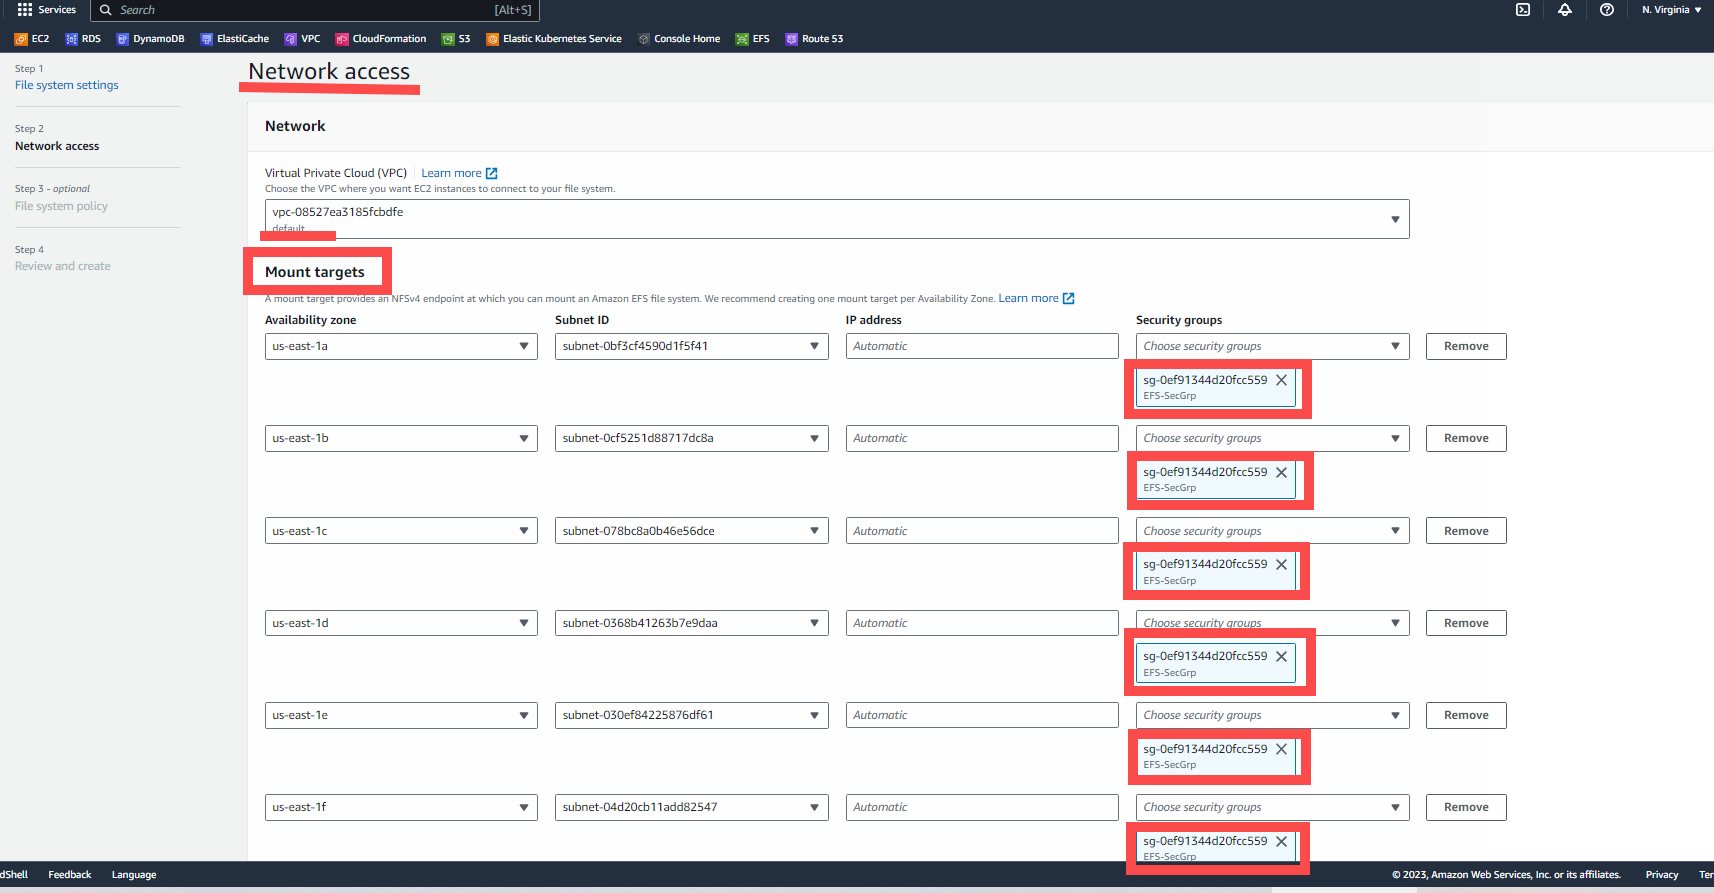 Services
Search
[Alt+S]
N. Virginia
EC2
RDS
DynamoDB
ElastiCache
VPC
CloudFormation
S3
Elastic Kubernetes Service
Console Home
EFS
Route 53
Step 1
File system settings
Step 2
Network access
Step 3 - optional
File system policy
Step 4
Review and create
Network access
Network
Virtual Private Cloud (VPC)
Learn more
Choose the VPC where you want EC2 instances to connect to your file system.
vpc-08527ea3185fcbdfe
default
Mount targets
A mount target provides an NFSv4 endpoint at which you can mount an Amazon EFS file system. We recommend creating one mount target per Availability Zone. Learn more
Availability zone
Subnet ID
IP address
Security groups
us-east-1a
subnet-0bf3cf4590d1f5f41
Automatic
Choose security groups
Remove
sg-0ef91344d20fcc559
EFS-SecGrp
us-east-1b
subnet-0cf5251d88717dc8a
Automatic
Choose security groups
Remove
sg-0ef91344d20fcc559
EFS-SecGrp
us-east-1c
subnet-078bc8a0b46e56dce
Automatic
Choose security groups
Remove
sg-0ef91344d20fcc559
EFS-SecGrp
us-east-1d
subnet-0368b41263b7e9daa
Automatic
Choose security groups
Remove
sg-0ef91344d20fcc559
EFS-SecGrp
us-east-1e
subnet-030ef84225876df61
Automatic
Choose security groups
Remove
sg-0ef91344d20fcc559
EFS-SecGrp
us-east-1f
subnet-04d20cb11add82547
Automatic
Choose security groups
Remove
sg-0ef91344d20fcc559
EFS-SecGrp
dShell
Feedback
Language
© 2023, Amazon Web Services, Inc. or its affiliates.
Privacy
Ter